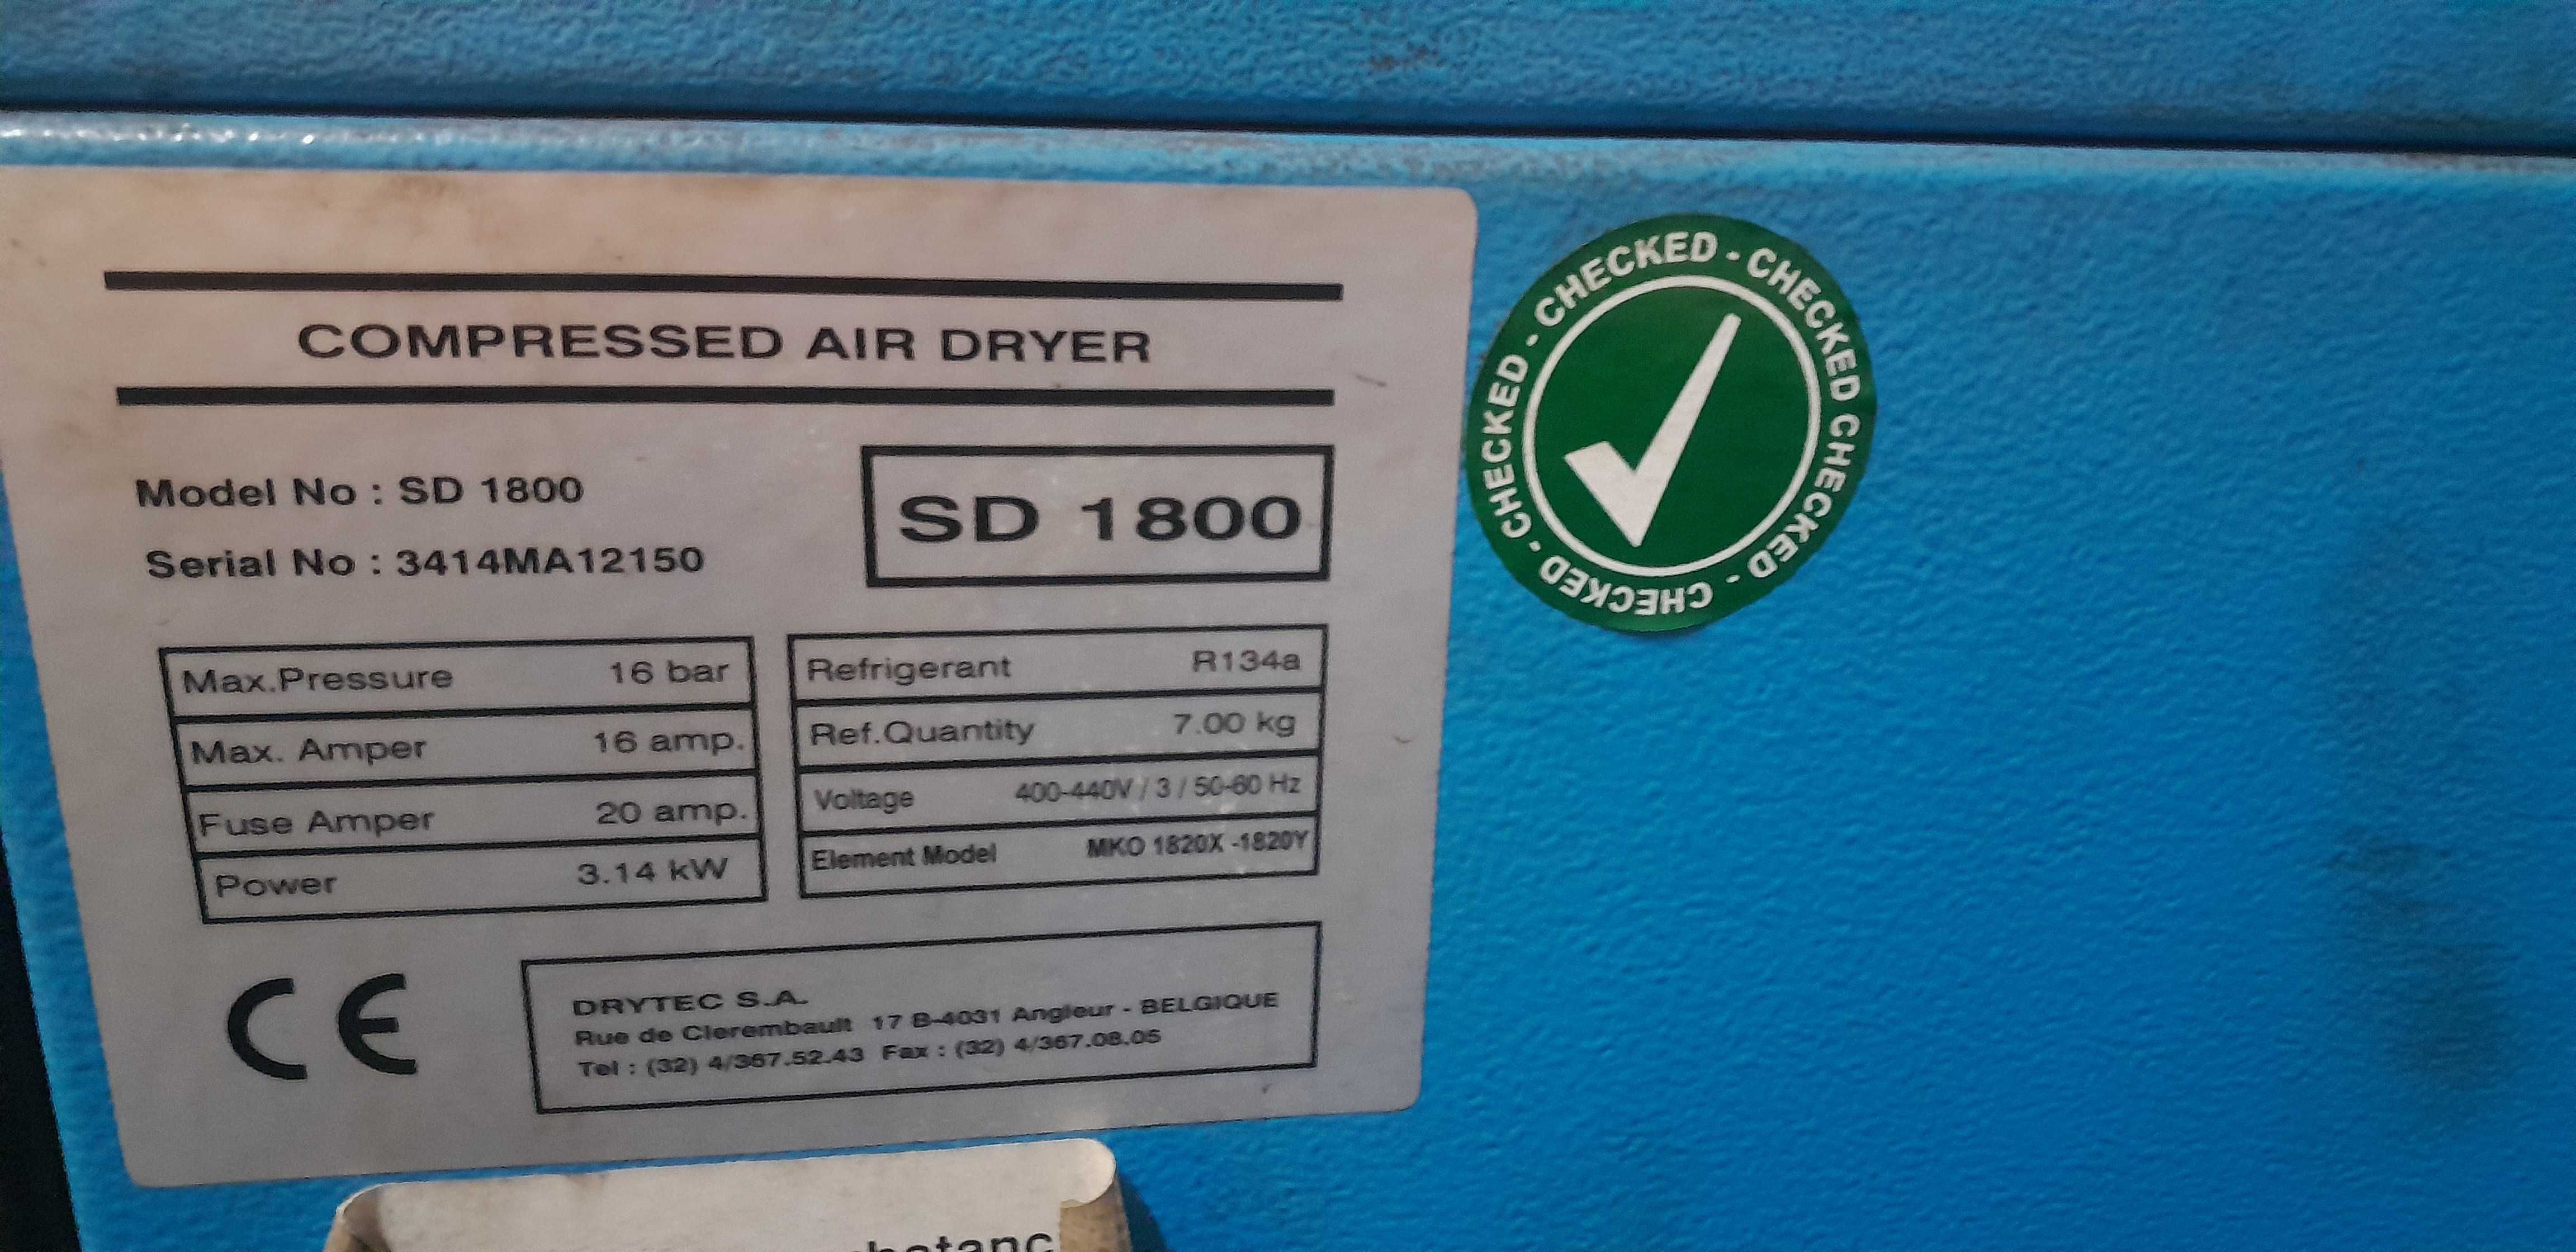 COMPRESSED AIR DRYER
Model No : SD 1800
SD 1800
Serial No : 3414MA12150
Max.Pressure 16 bar
Max. Amper 16 amp.
Fuse Amper 20 amp.
Power 3.14 kW
Refrigerant R134a
Ref.Quantity 7.00 kg
Voltage 400-440V / 3 / 50-60 Hz
Element Model MKO 1820X -1820Y
CE
DRYTEC S.A.
Rue de Clerembault 17 B-4031 Angleur - BELGIQUE
Tel : (32) 4/367.52.43 Fax : (32) 4/367.08.05
CHECKED - CHECKED - CHECKED - CHECKED CHECKED - CHECKED -